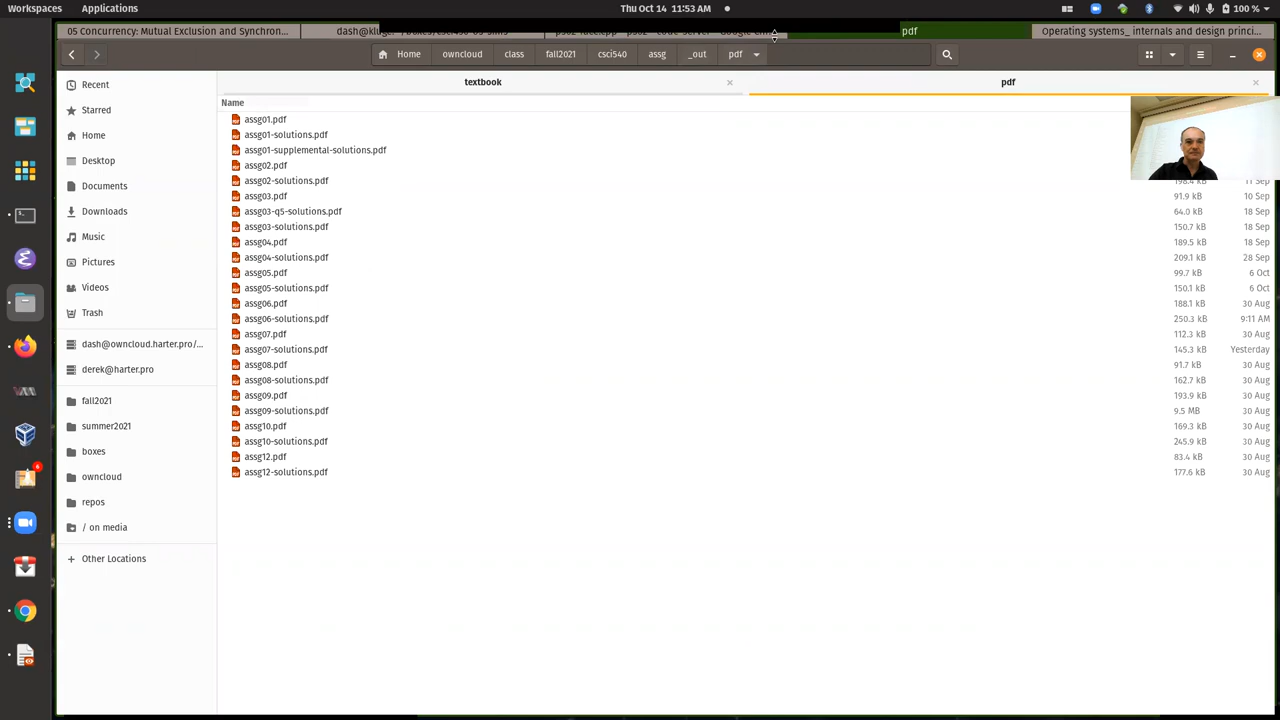 Workspaces Applications Thu Oct 14 11:53 AM 100 %
05 Concurrency: Mutual Exclusion and Synchron... pdf Operating systems_ internals and design princi...
Home owncloud class fall2021 csci540 assg _out pdf
textbook pdf
Name
Recent
Starred
Home
Desktop
Documents
Downloads
Music
Pictures
Videos
Trash
dash@owncloud.harter.pro/...
derek@harter.pro
fall2021
summer2021
boxes
owncloud
repos
/ on media
+ Other Locations
6
assg01.pdf
assg01-solutions.pdf
assg01-supplemental-solutions.pdf
assg02.pdf
assg02-solutions.pdf 198.4 kB 11 Sep
assg03.pdf 91.9 kB 10 Sep
assg03-q5-solutions.pdf 64.0 kB 18 Sep
assg03-solutions.pdf 150.7 kB 18 Sep
assg04.pdf 189.5 kB 18 Sep
assg04-solutions.pdf 209.1 kB 28 Sep
assg05.pdf 99.7 kB 6 Oct
assg05-solutions.pdf 150.1 kB 6 Oct
assg06.pdf 188.1 kB 30 Aug
assg06-solutions.pdf 250.3 kB 9:11 AM
assg07.pdf 112.3 kB 30 Aug
assg07-solutions.pdf 145.3 kB Yesterday
assg08.pdf 91.7 kB 30 Aug
assg08-solutions.pdf 162.7 kB 30 Aug
assg09.pdf 193.9 kB 30 Aug
assg09-solutions.pdf 9.5 MB 30 Aug
assg10.pdf 169.3 kB 30 Aug
assg10-solutions.pdf 245.9 kB 30 Aug
assg12.pdf 83.4 kB 30 Aug
assg12-solutions.pdf 177.6 kB 30 Aug